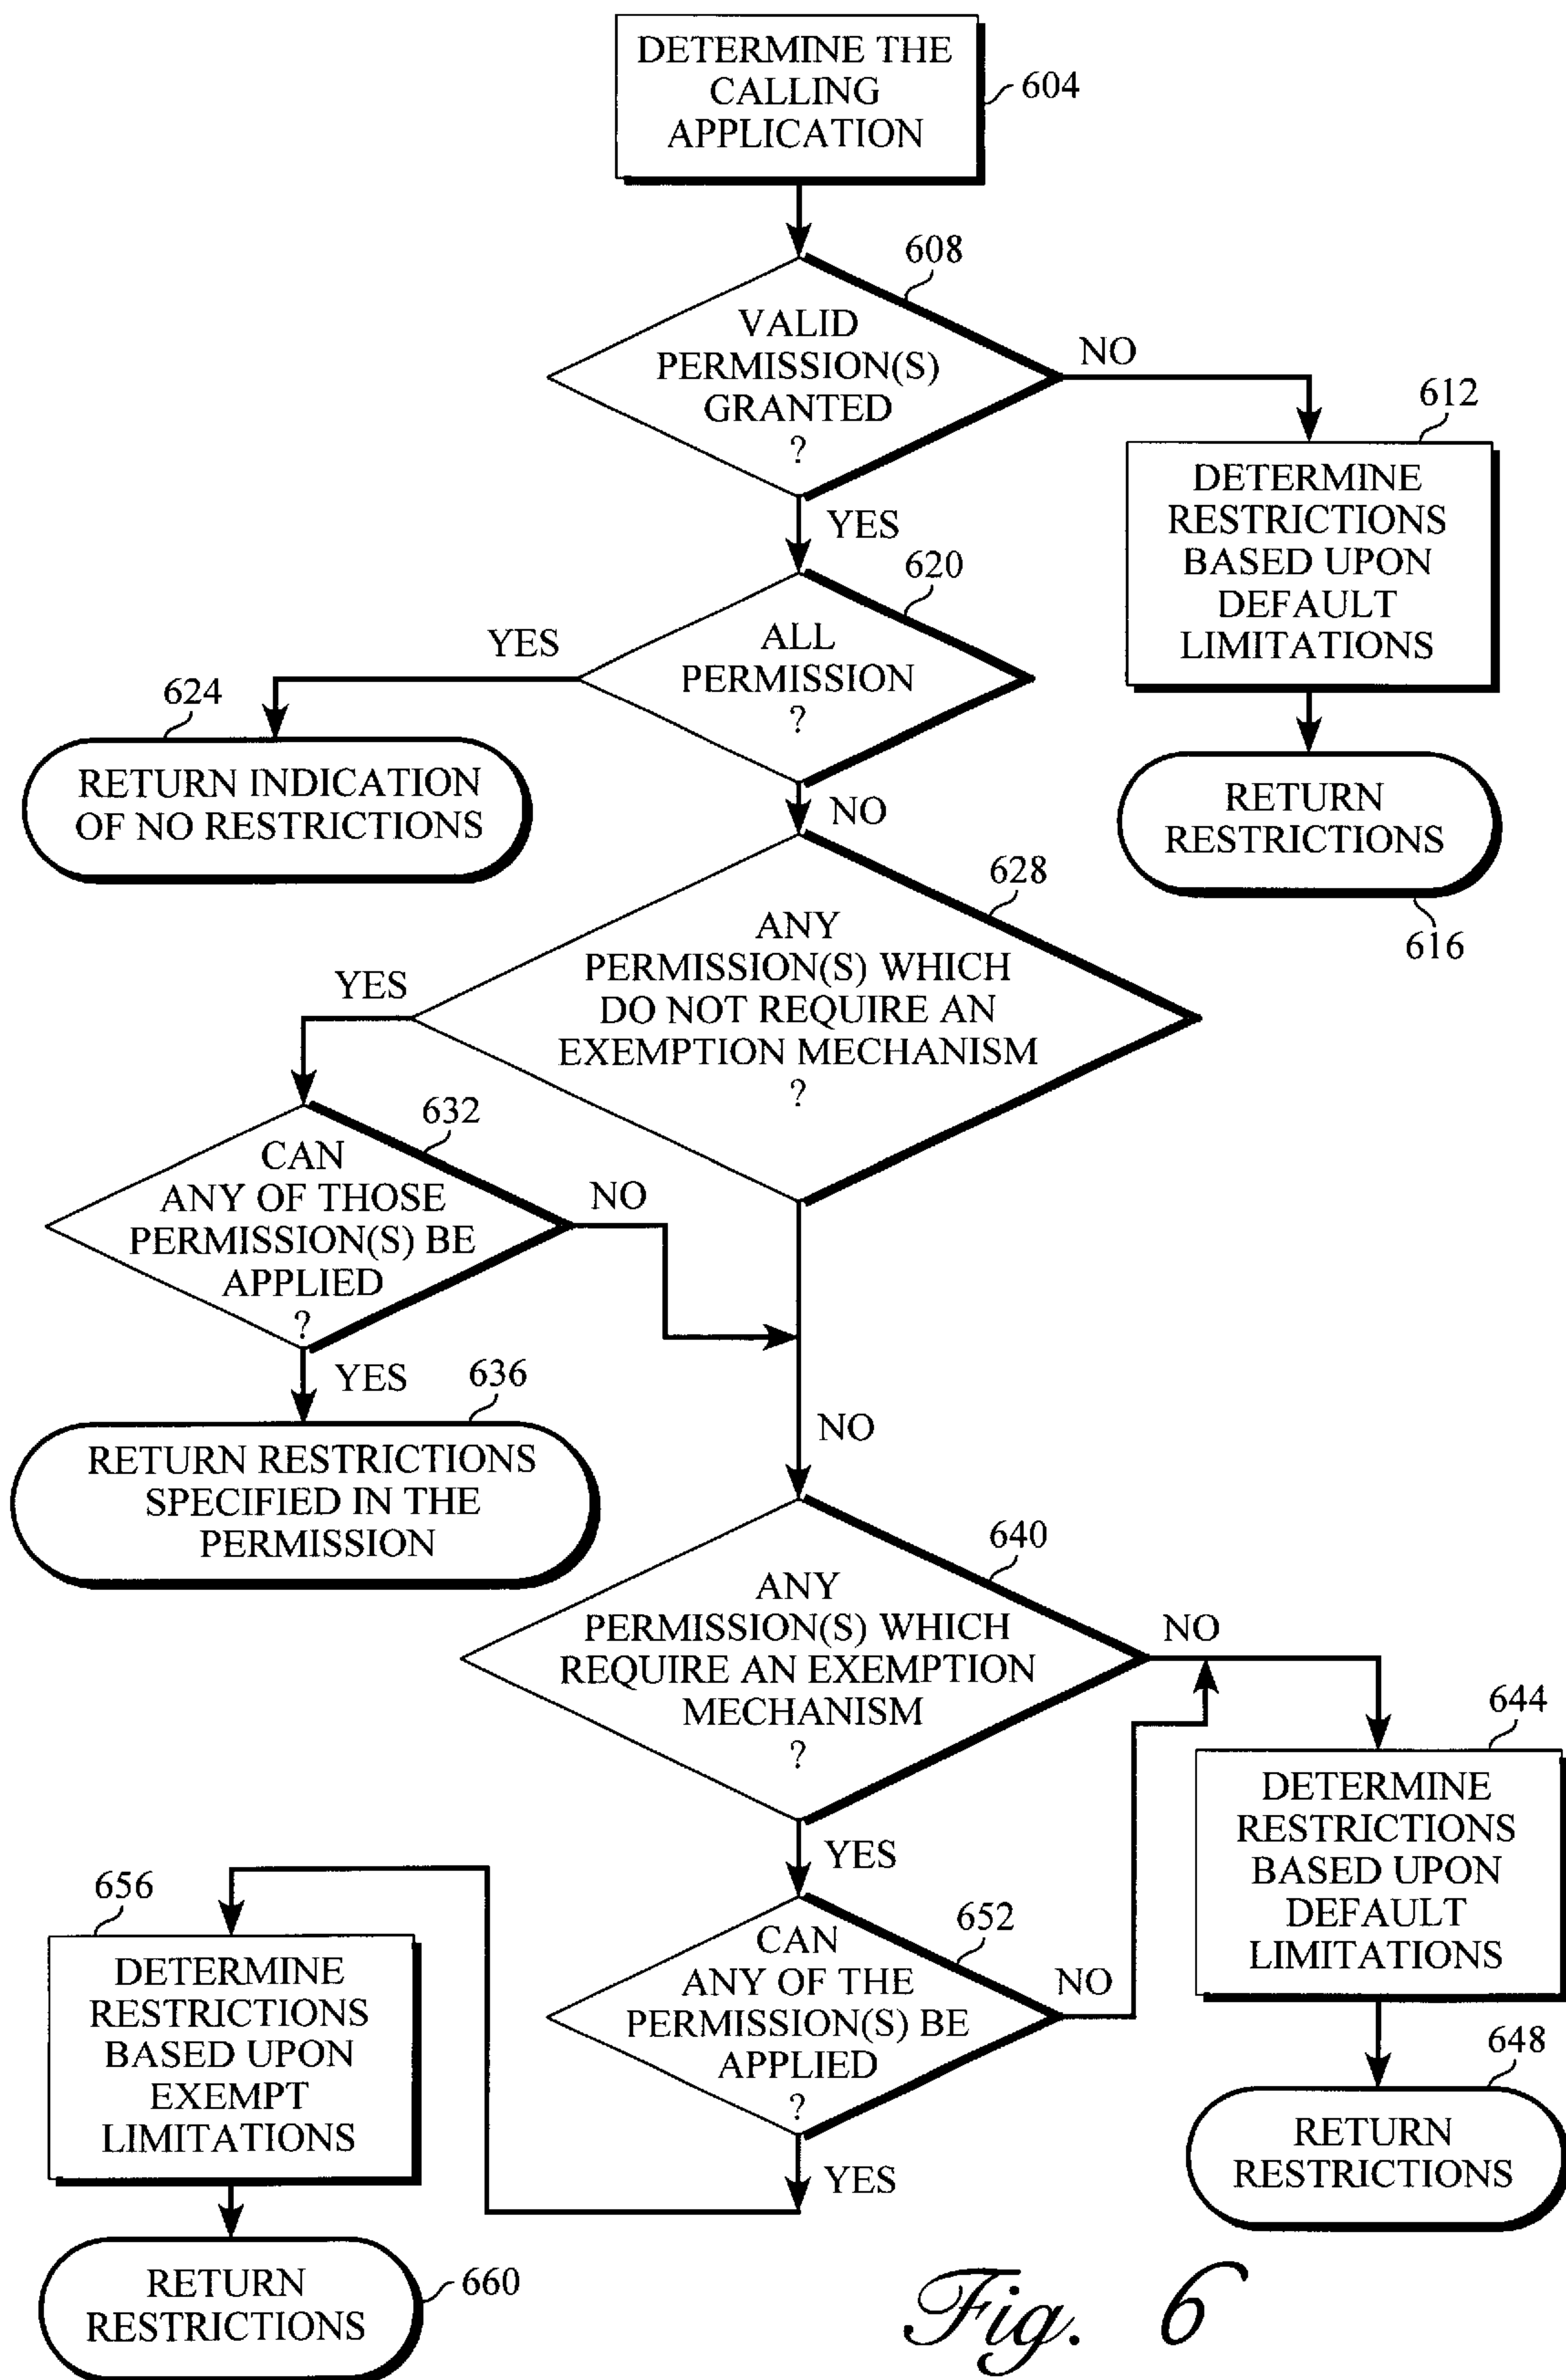 DETERMINE THE
CALLING
APPLICATION
604
608
VALID
PERMISSION(S)
GRANTED
?
NO
612
DETERMINE
RESTRICTIONS
BASED UPON
DEFAULT
LIMITATIONS
YES
620
ALL
PERMISSION
?
YES
624
RETURN INDICATION
OF NO RESTRICTIONS
RETURN
RESTRICTIONS
616
NO
628
ANY
PERMISSION(S) WHICH
DO NOT REQUIRE AN
EXEMPTION MECHANISM
?
YES
632
CAN
ANY OF THOSE
PERMISSION(S) BE
APPLIED
?
NO
YES
636
RETURN RESTRICTIONS
SPECIFIED IN THE
PERMISSION
NO
640
ANY
PERMISSION(S) WHICH
REQUIRE AN EXEMPTION
MECHANISM
?
NO
644
DETERMINE
RESTRICTIONS
BASED UPON
DEFAULT
LIMITATIONS
YES
652
CAN
ANY OF THE
PERMISSION(S) BE
APPLIED
?
NO
656
DETERMINE
RESTRICTIONS
BASED UPON
EXEMPT
LIMITATIONS
648
RETURN
RESTRICTIONS
YES
RETURN
RESTRICTIONS
660
Fig. 6